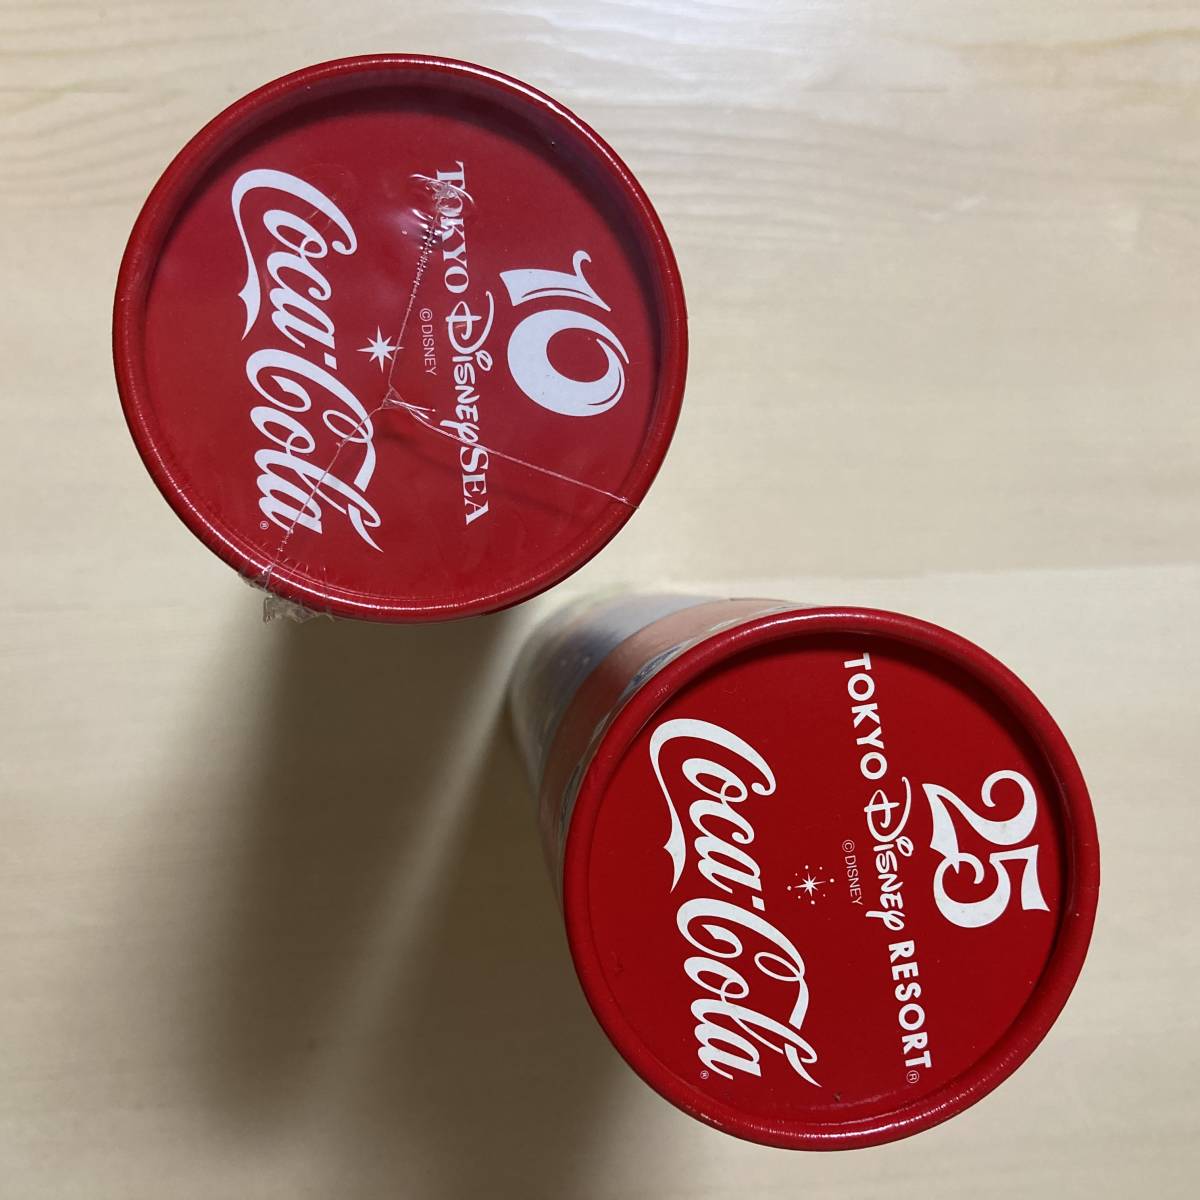 10
TOKYO DISNEYSEA
© DISNEY
Coca-Cola®
25
TOKYO DISNEY RESORT®
© DISNEY
Coca-Cola®